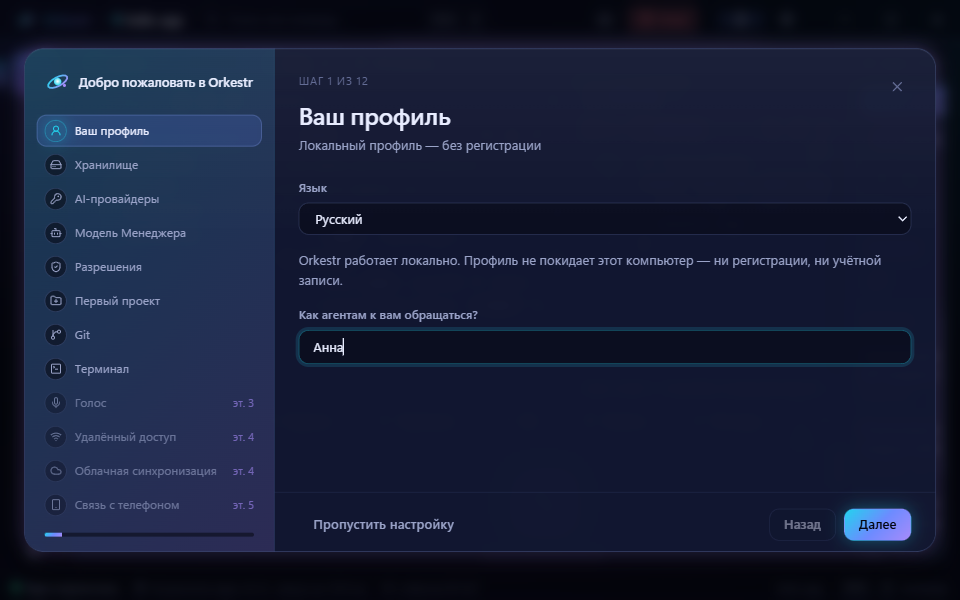 Добро пожаловать в Orkestr
Ваш профиль
Хранилище
AI-провайдеры
Модель Менеджера
Разрешения
Первый проект
Git
Терминал
Голос эт. 3
Удалённый доступ эт. 4
Облачная синхронизация эт. 4
Связь с телефоном эт. 5
ШАГ 1 ИЗ 12
Ваш профиль
Локальный профиль — без регистрации
Язык
Русский
Orkestr работает локально. Профиль не покидает этот компьютер — ни регистрации, ни учётной
записи.
Как агентам к вам обращаться?
Анна
Пропустить настройку
Назад
Далее